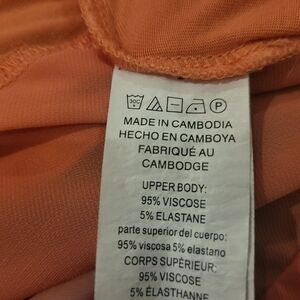 30C P
MADE IN CAMBODIA
HECHO EN CAMBOYA
FABRIQUÉ AU
CAMBODGE
UPPER BODY:
95% VISCOSE
5% ELASTANE
parte superior del cuerpo:
95% viscosa 5% elastano
CORPS SUPÉRIEUR:
95% VISCOSE
5% ÉLASTHANNE